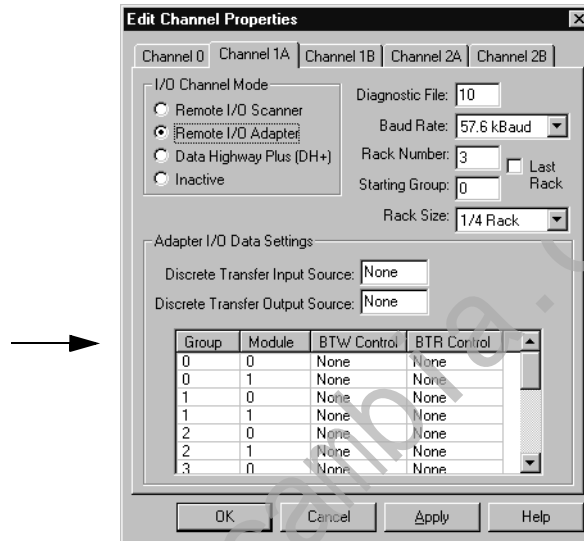 Edit Channel Properties
Channel 0 Channel 1A Channel 1B Channel 2A Channel 2B
I/O Channel Mode
Remote I/O Scanner
Remote I/O Adapter
Data Highway Plus (DH+)
Inactive
Diagnostic File: 10
Baud Rate: 57.6 kBaud
Rack Number: 3
Last Rack
Starting Group: 0
Rack Size: 1/4 Rack
Adapter I/O Data Settings
Discrete Transfer Input Source: None
Discrete Transfer Output Source: None
Group Module BTW Control BTR Control
0 0 None None
0 1 None None
1 0 None None
1 1 None None
2 0 None None
2 1 None None
3 0 None None
OK Cancel Apply Help